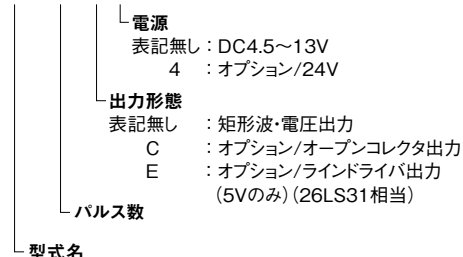 電源
表記無し：DC4.5～13V
4：オプション/24V
出力形態
表記無し：矩形波・電圧出力
C：オプション/オープンコレクタ出力
E：オプション/ラインドライバ出力
（5Vのみ）（26LS31相当）
パルス数
型式名